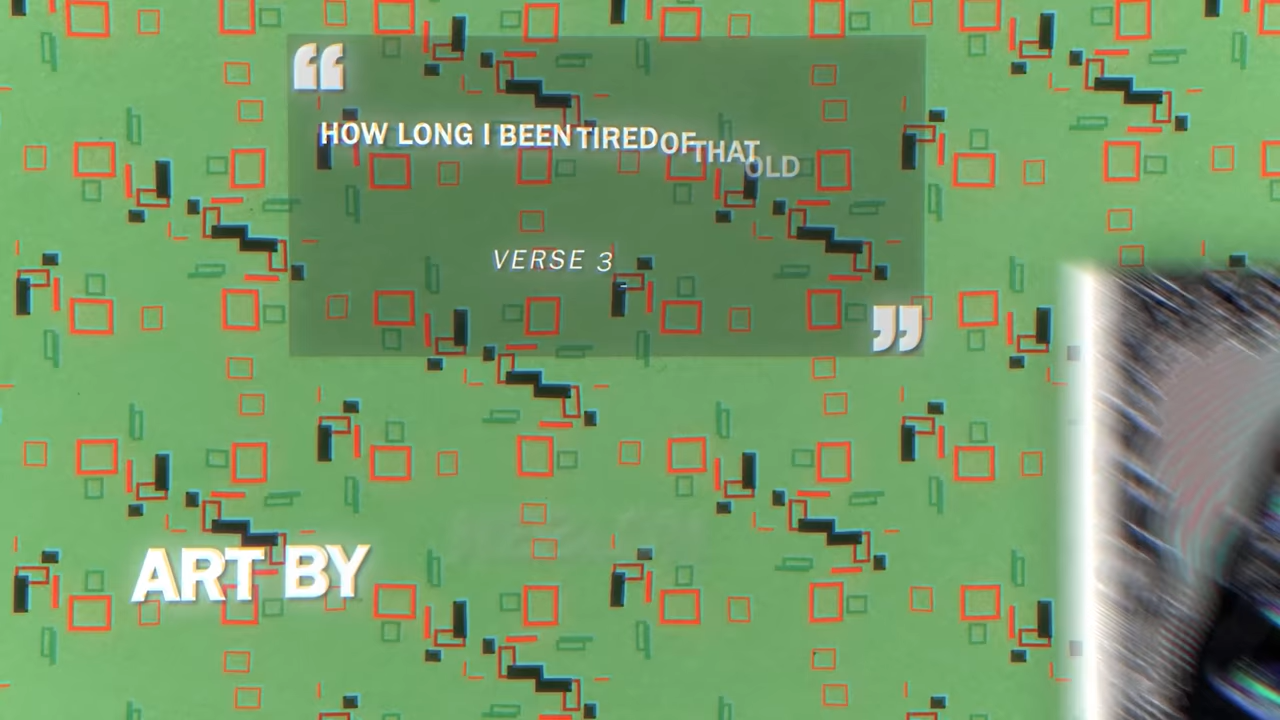 “
HOW LONG I BEEN TIRED OF THAT OLD
VERSE 3
”
ART BY